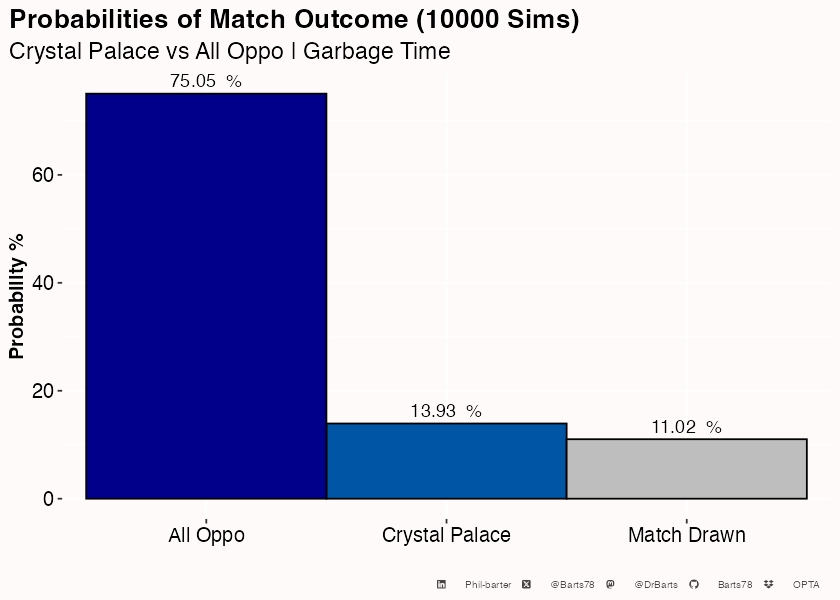 Probabilities of Match Outcome (10000 Sims)
Crystal Palace vs All Oppo | Garbage Time
75.05 %
13.93 %
11.02 %
Probability %
60
40
20
0
All Oppo Crystal Palace Match Drawn
Phil-barter @Barts78 @DrBarts Barts78 OPTA